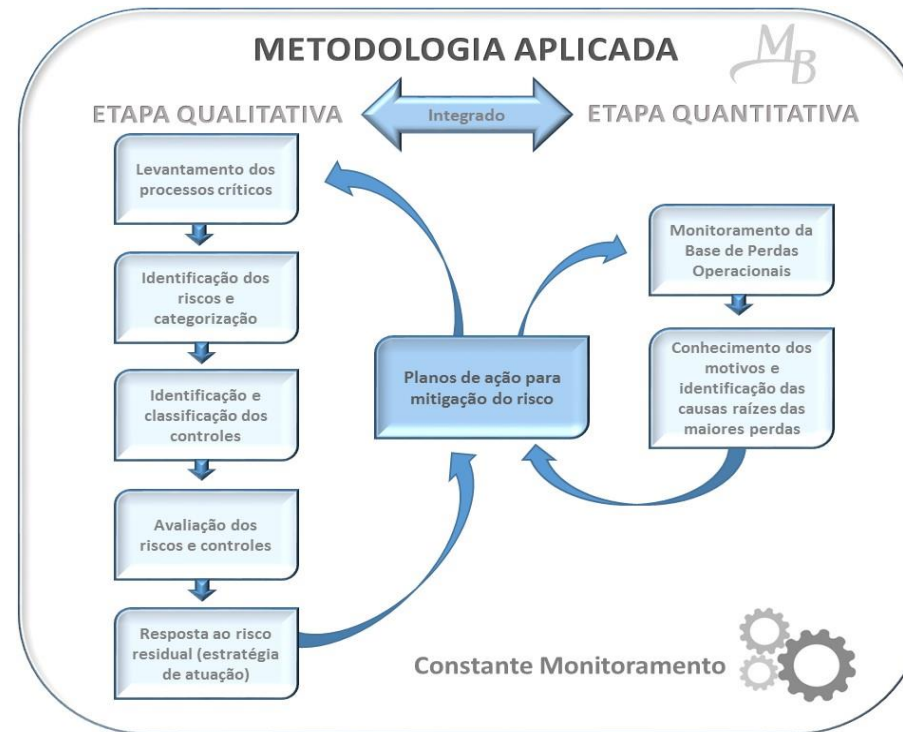 METODOLOGIA APLICADA
MB
ETAPA QUALITATIVA
Integrado
ETAPA QUANTITATIVA
Levantamento dos
processos críticos
Identificação dos
riscos e
categorização
Identificação e
classificação dos
controles
Avaliação dos
riscos e controles
Resposta ao risco
residual (estratégia
de atuação)
Planos de ação para
mitigação do risco
Monitoramento da
Base de Perdas
Operacionais
Conhecimento dos
motivos e
identificação das
causas raízes das
maiores perdas
Constante Monitoramento